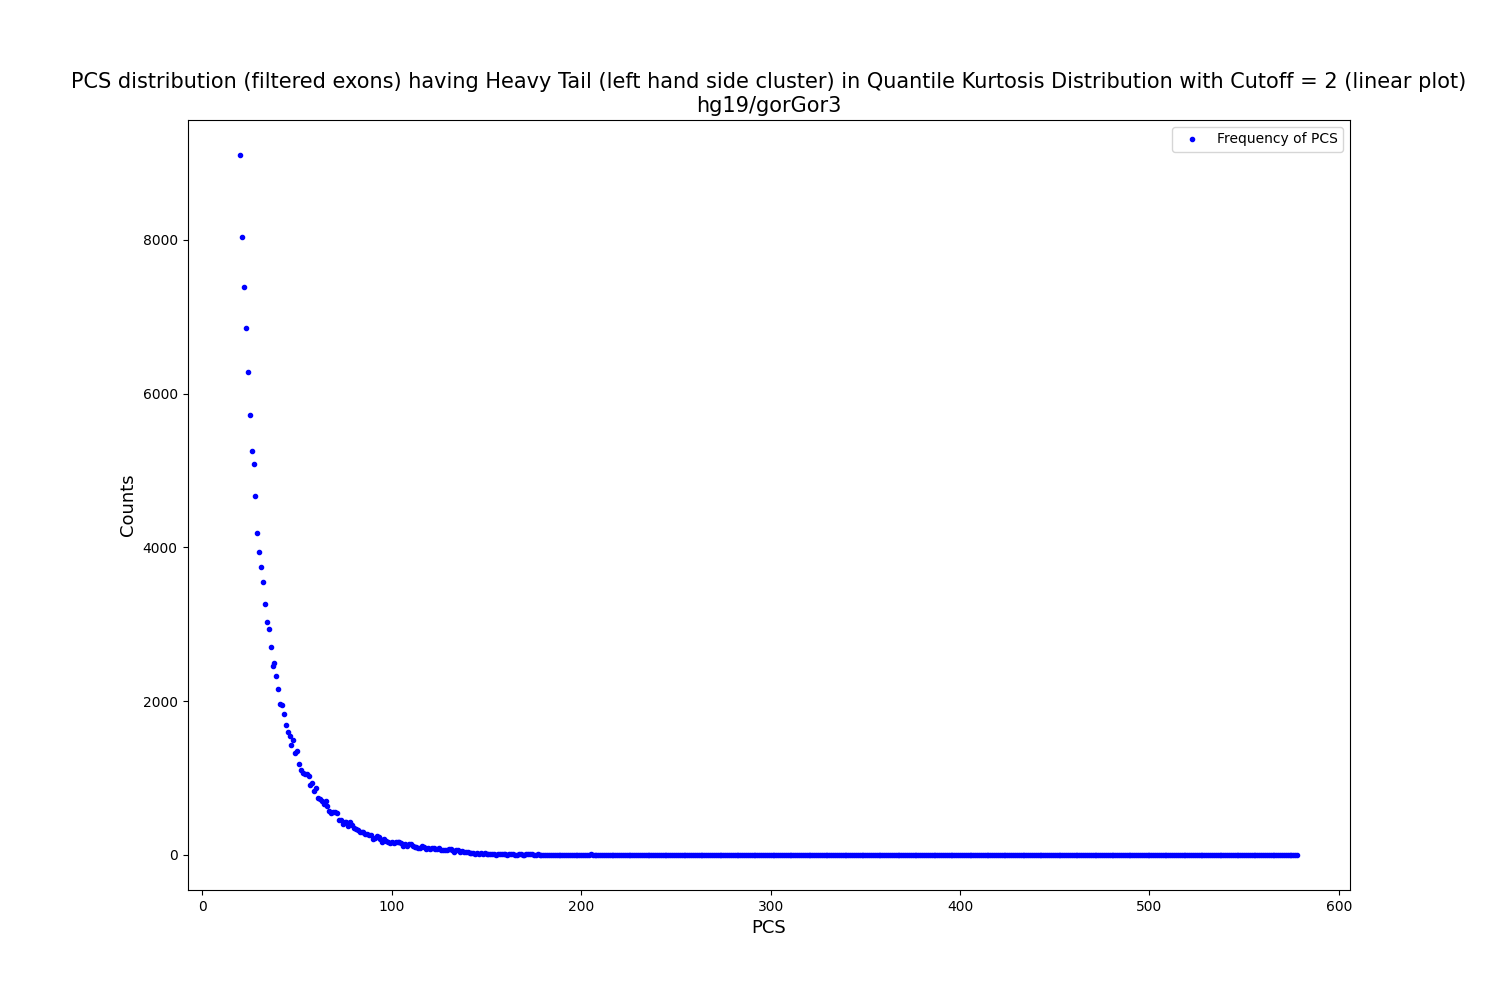 PCS distribution (filtered exons) having Heavy Tail (left hand side cluster) in Quantile Kurtosis Distribution with Cutoff = 2 (linear plot)
hg19/gorGor3
Frequency of PCS
8000
6000
4000
2000
0
Counts
0 100 200 300 400 500 600
PCS